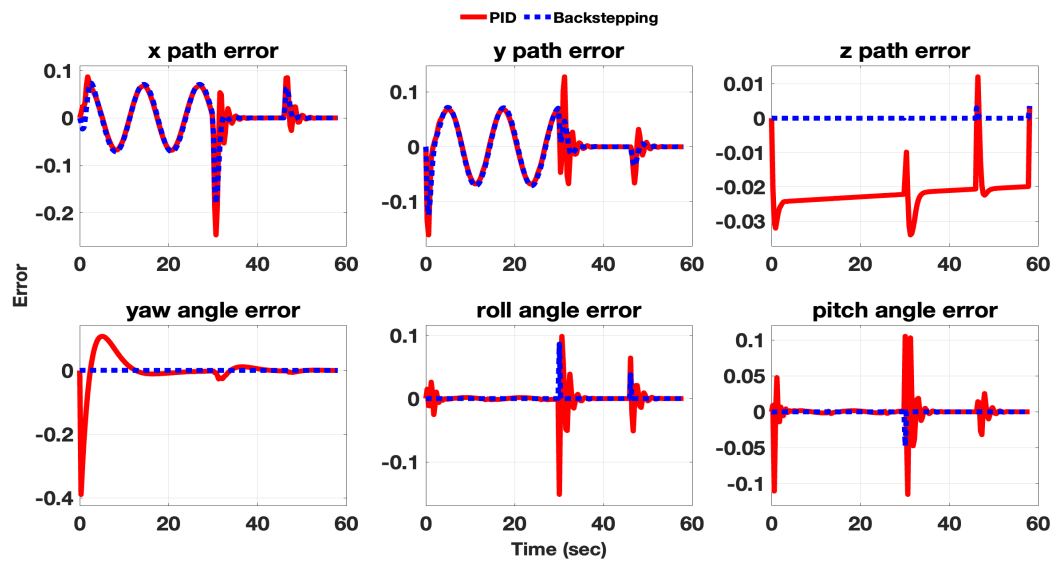 PID Backstepping
x path error
y path error
z path error
0.1
0
-0.1
-0.2
0 20 40 60
0.1
0
-0.1
0 20 40 60
0.01
0
-0.01
-0.02
-0.03
0 20 40 60
Error
yaw angle error
roll angle error
pitch angle error
0
-0.2
-0.4
0 20 40 60
0.1
0
-0.1
0 20 40 60
0.1
0.05
0
-0.05
-0.1
0 20 40 60
Time (sec)